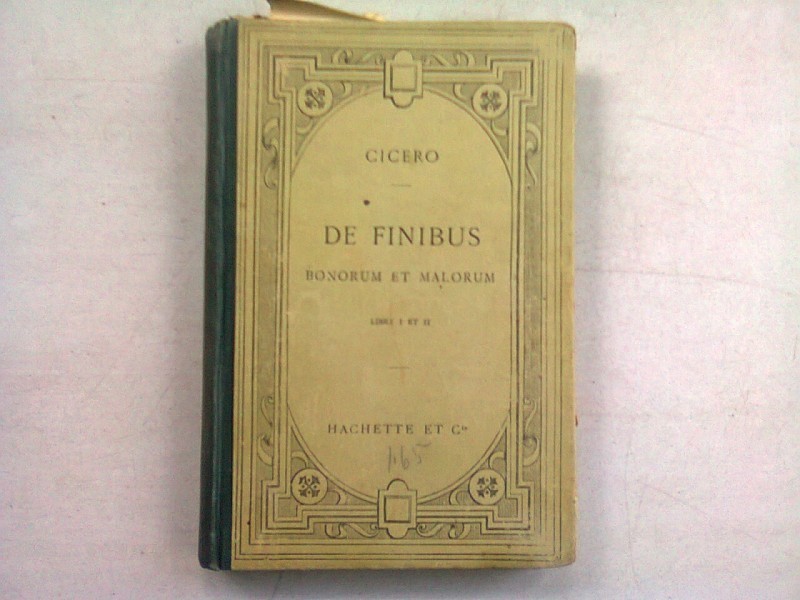 CICERO
DE FINIBUS
BONORUM ET MALORUM
LIBRI I ET II
HACHETTE ET Cie
165